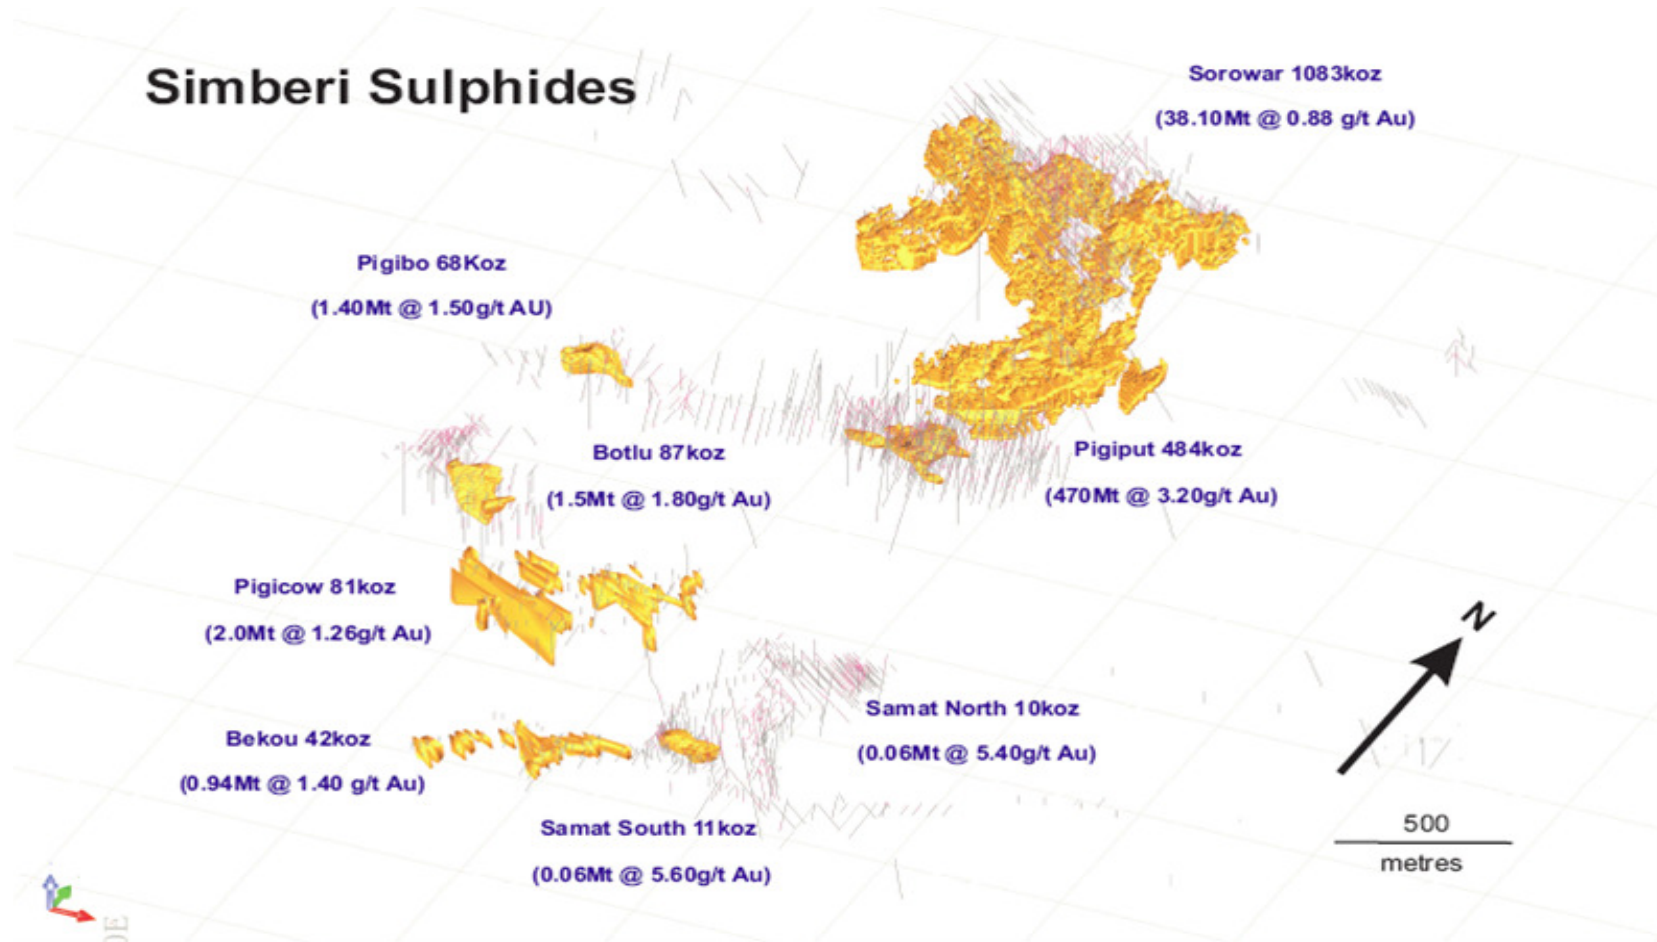 Simberi Sulphides
Sorowar 1083koz
(38.10Mt @ 0.88 g/t Au)
Pigibo 68Koz
(1.40Mt @ 1.50g/t AU)
Botlu 87koz
(1.5Mt @ 1.80g/t Au)
Pigiput 484koz
(470Mt @ 3.20g/t Au)
Pigicow 81koz
(2.0Mt @ 1.26g/t Au)
N
Samat North 10koz
(0.06Mt @ 5.40g/t Au)
Bekou 42koz
(0.94Mt @ 1.40 g/t Au)
Samat South 11koz
(0.06Mt @ 5.60g/t Au)
500
metres